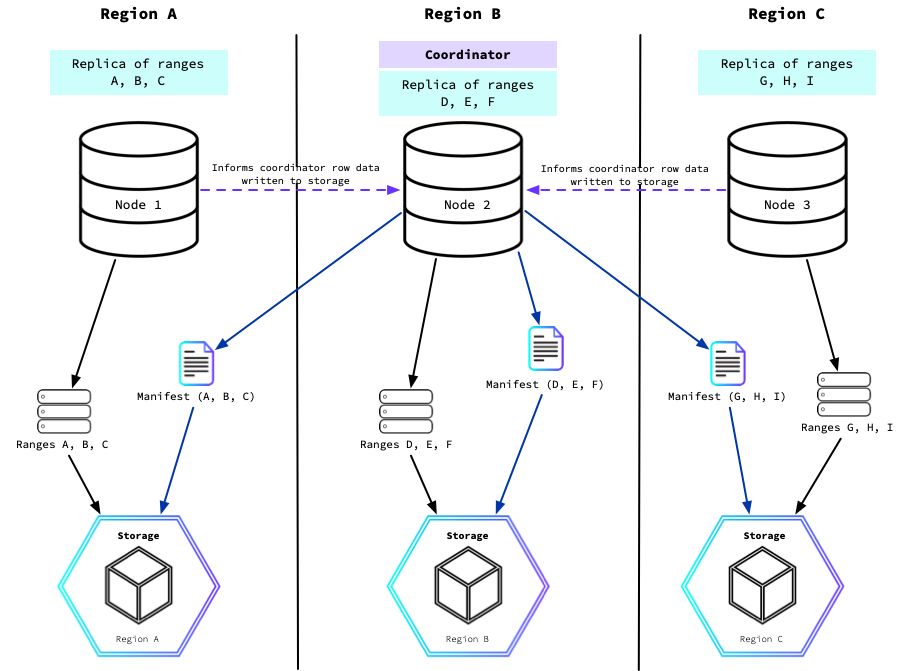 Region A
Region B
Region C
Replica of ranges
A, B, C
Coordinator
Replica of ranges
D, E, F
Replica of ranges
G, H, I
Informs coordinator row data
written to storage
Informs coordinator row data
written to storage
Node 1
Node 2
Node 3
Manifest (A, B, C)
Manifest (D, E, F)
Manifest (G, H, I)
Ranges A, B, C
Ranges D, E, F
Ranges G, H, I
Storage
Region A
Storage
Region B
Storage
Region C